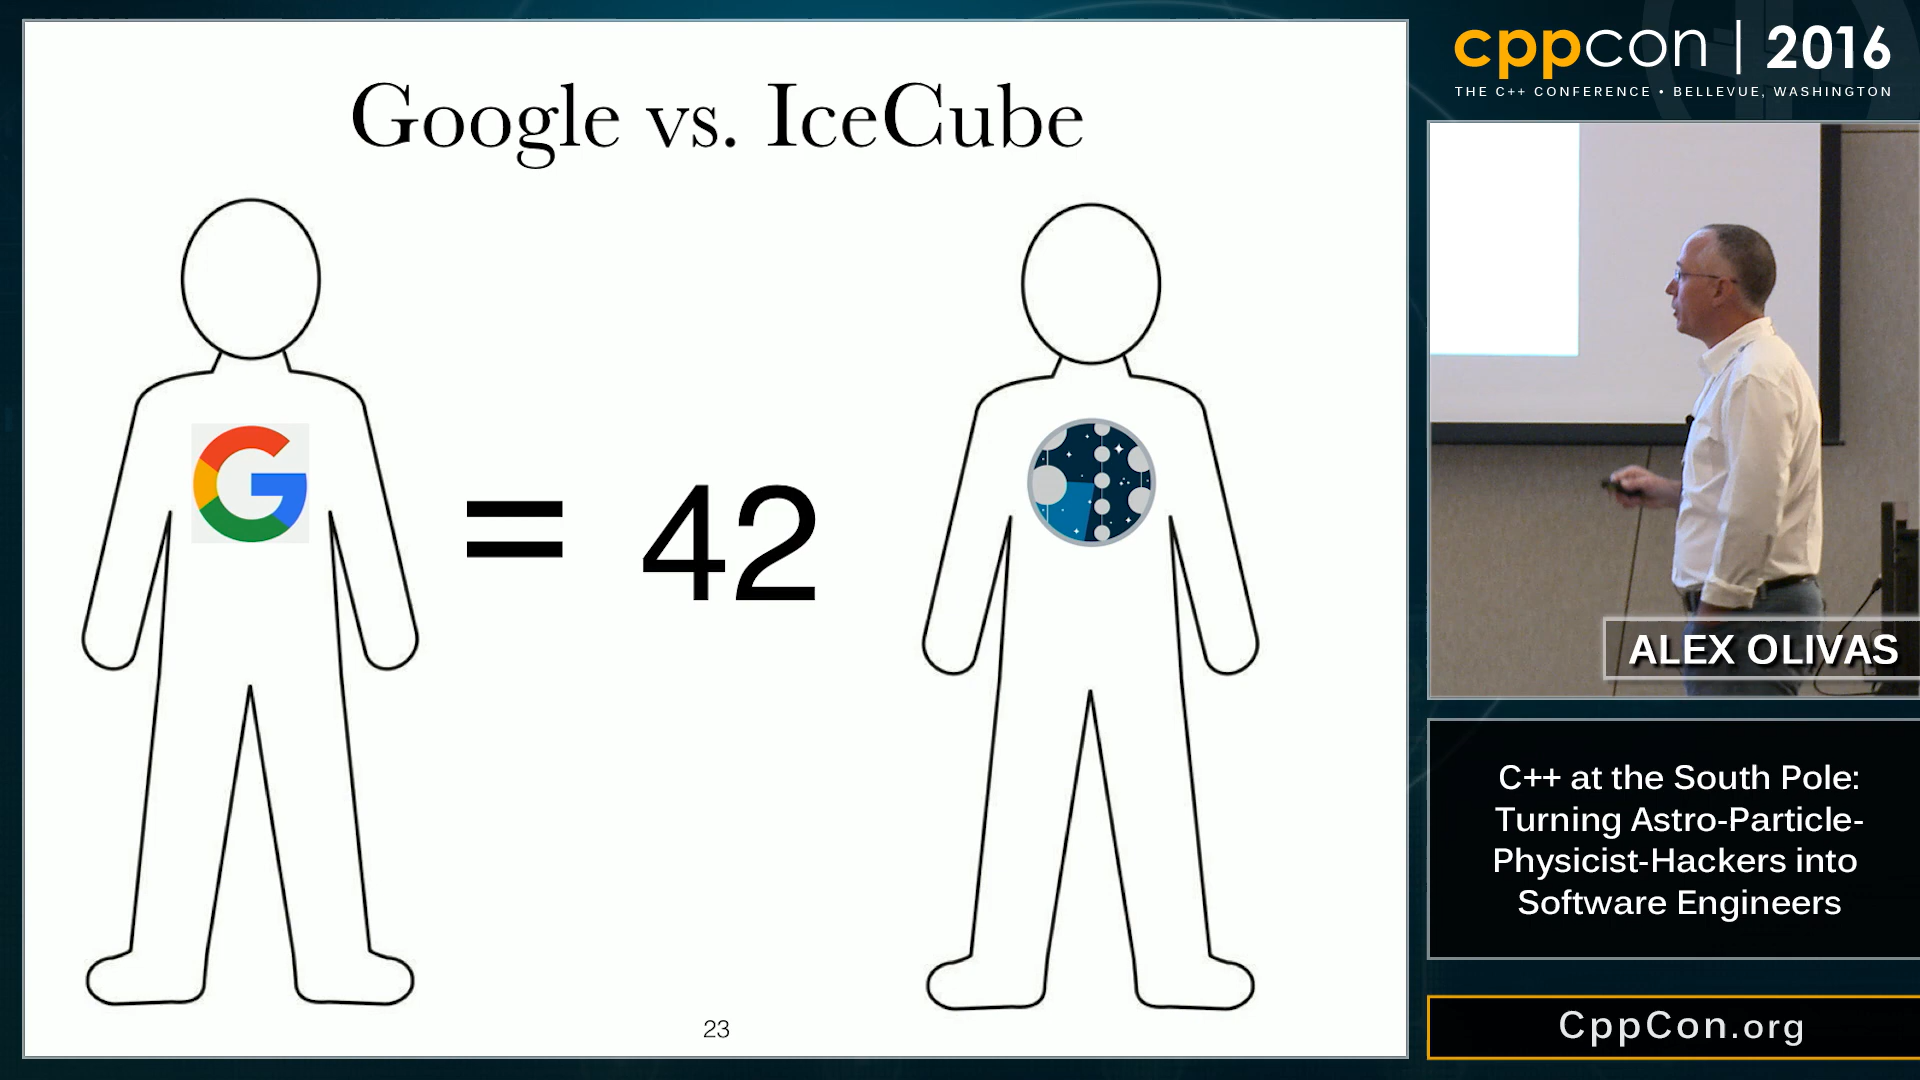 Google vs. IceCube
G
= 42
23
cppcon | 2016
THE C++ CONFERENCE • BELLEVUE, WASHINGTON
ALEX OLIVAS
C++ at the South Pole:
Turning Astro-Particle-
Physicist-Hackers into
Software Engineers
CppCon.org